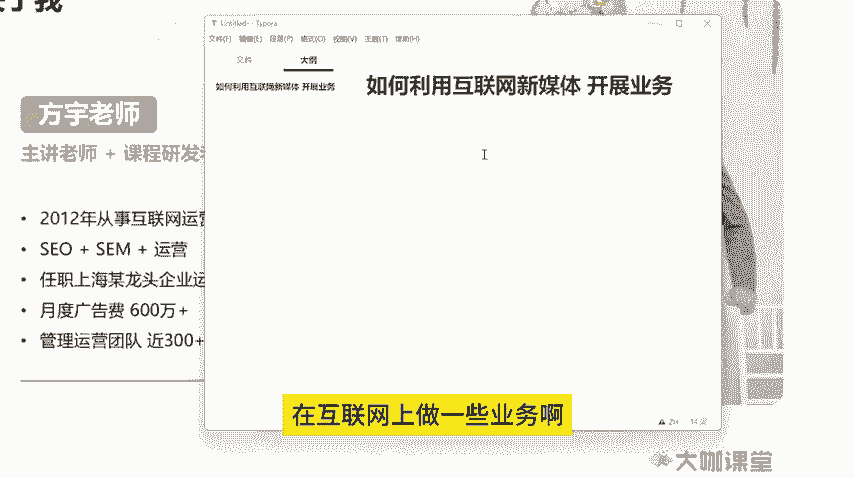 关于我
Untitled - Typora
文件(F) 编辑(E) 段落(P) 格式(O) 视图(V) 主题(T) 帮助(H)
文件 大纲
如何利用互联网新媒体 开展业务
如何利用互联网新媒体 开展业务
方宇老师
主讲老师 + 课程研发
2012年从事互联网运营
SEO + SEM + 运营
任职上海某龙头企业运
月度广告费 600万+
管理运营团队 近300+
在互联网上做一些业务啊
大咖课堂